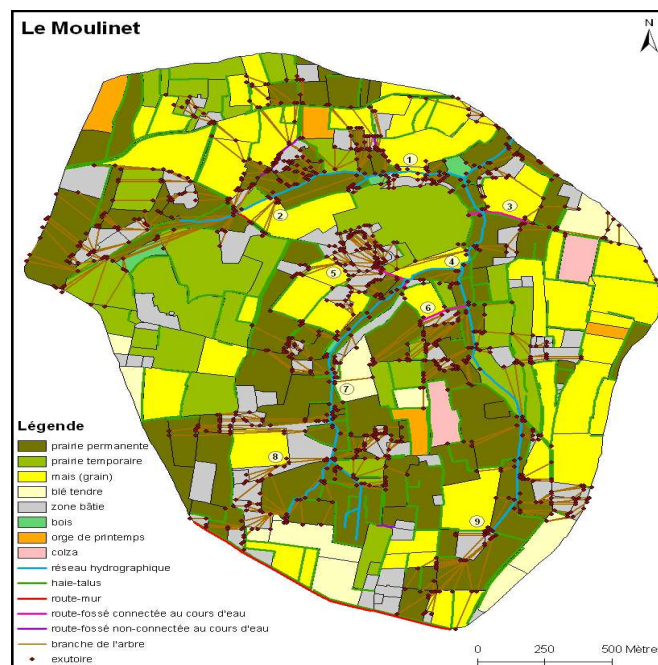 Le Moulinet
N
1
2
3
4
5
6
7
8
9
Légende
prairie permanente
prairie temporaire
maïs (grain)
blé tendre
zone bâtie
bois
orge de printemps
colza
réseau hydrographique
haie-talus
route-mur
route-fossé connectée au cours d'eau
route-fossé non-connectée au cours d'eau
branche de l'arbre
exutoire
0 250 500 Mètres